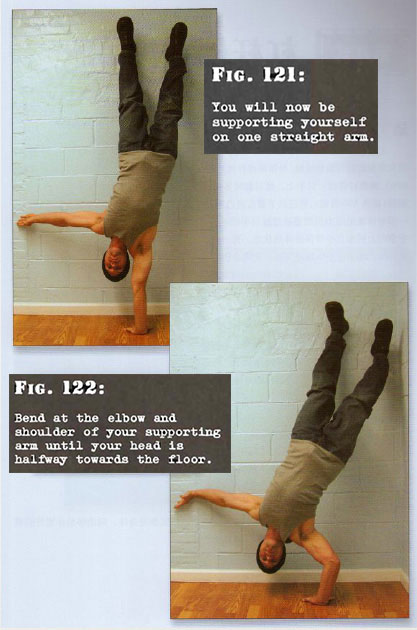 FIG. 121:
You will now be
supporting yourself
on one straight arm.
FIG. 122:
Bend at the elbow and
shoulder of your supporting
arm until your head is
halfway towards the floor.